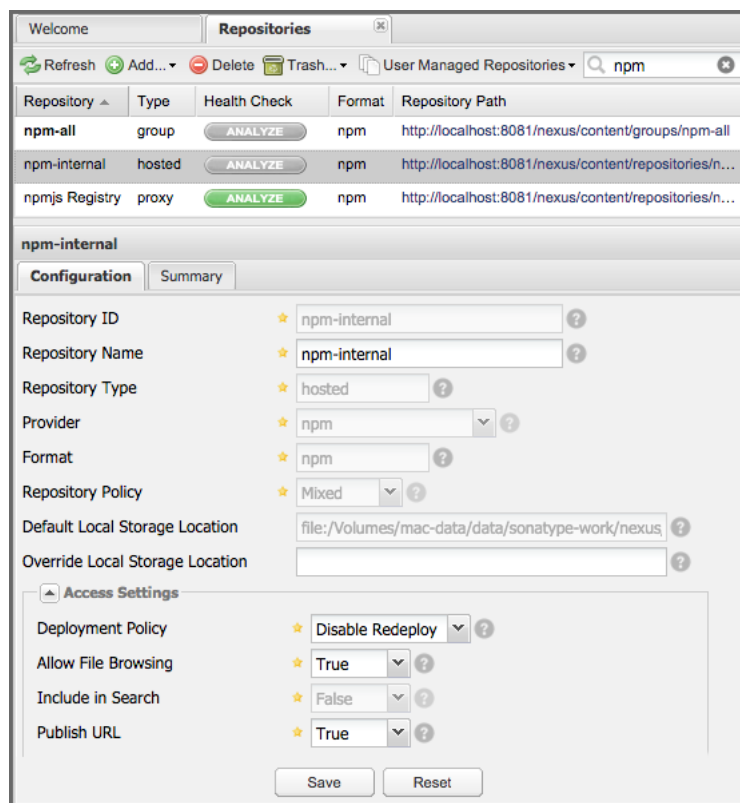 Welcome Repositories
Refresh Add... Delete Trash... User Managed Repositories npm
Repository Type Health Check Format Repository Path
npm-all group ANALYZE npm http://localhost:8081/nexus/content/groups/npm-all
npm-internal hosted ANALYZE npm http://localhost:8081/nexus/content/repositories/n...
npmjs Registry proxy ANALYZE npm http://localhost:8081/nexus/content/repositories/n...
npm-internal
Configuration Summary
Repository ID npm-internal
Repository Name npm-internal
Repository Type hosted
Provider npm
Format npm
Repository Policy Mixed
Default Local Storage Location file:/Volumes/mac-data/data/sonatype-work/nexus
Override Local Storage Location
Access Settings
Deployment Policy Disable Redeploy
Allow File Browsing True
Include in Search False
Publish URL True
Save Reset